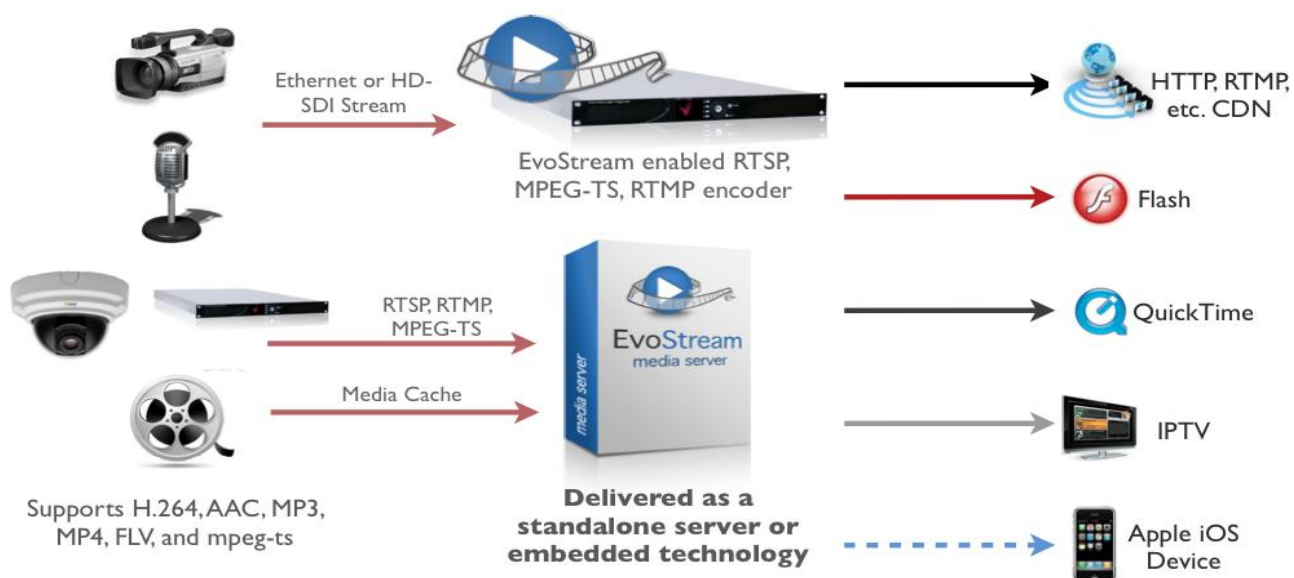 Ethernet or HD-
SDI Stream
EvoStream enabled RTSP,
MPEG-TS, RTMP encoder
HTTP, RTMP,
etc. CDN
Flash
RTSP, RTMP,
MPEG-TS
Media Cache
EvoStream
media server
media server
QuickTime
IPTV
Supports H.264, AAC, MP3,
MP4, FLV, and mpeg-ts
Delivered as a
standalone server or
embedded technology
Apple iOS
Device